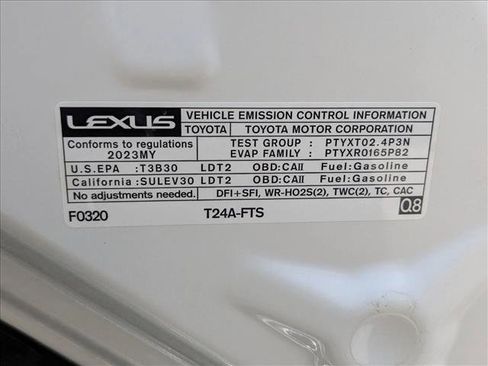 LEXUS VEHICLE EMISSION CONTROL INFORMATION
TOYOTA TOYOTA MOTOR CORPORATION
Conforms to regulations TEST GROUP : PTYXT02.4P3N
2023MY EVAP FAMILY : PTYXR0165P82
U.S.EPA :T3B30 LDT2 OBD:CAII Fuel:Gasoline
California :SULEV30 LDT2 OBD:CAII Fuel:Gasoline
No adjustments needed. DFI+SFI, WR-HO2S(2), TWC(2), TC, CAC
F0320 T24A-FTS Q8